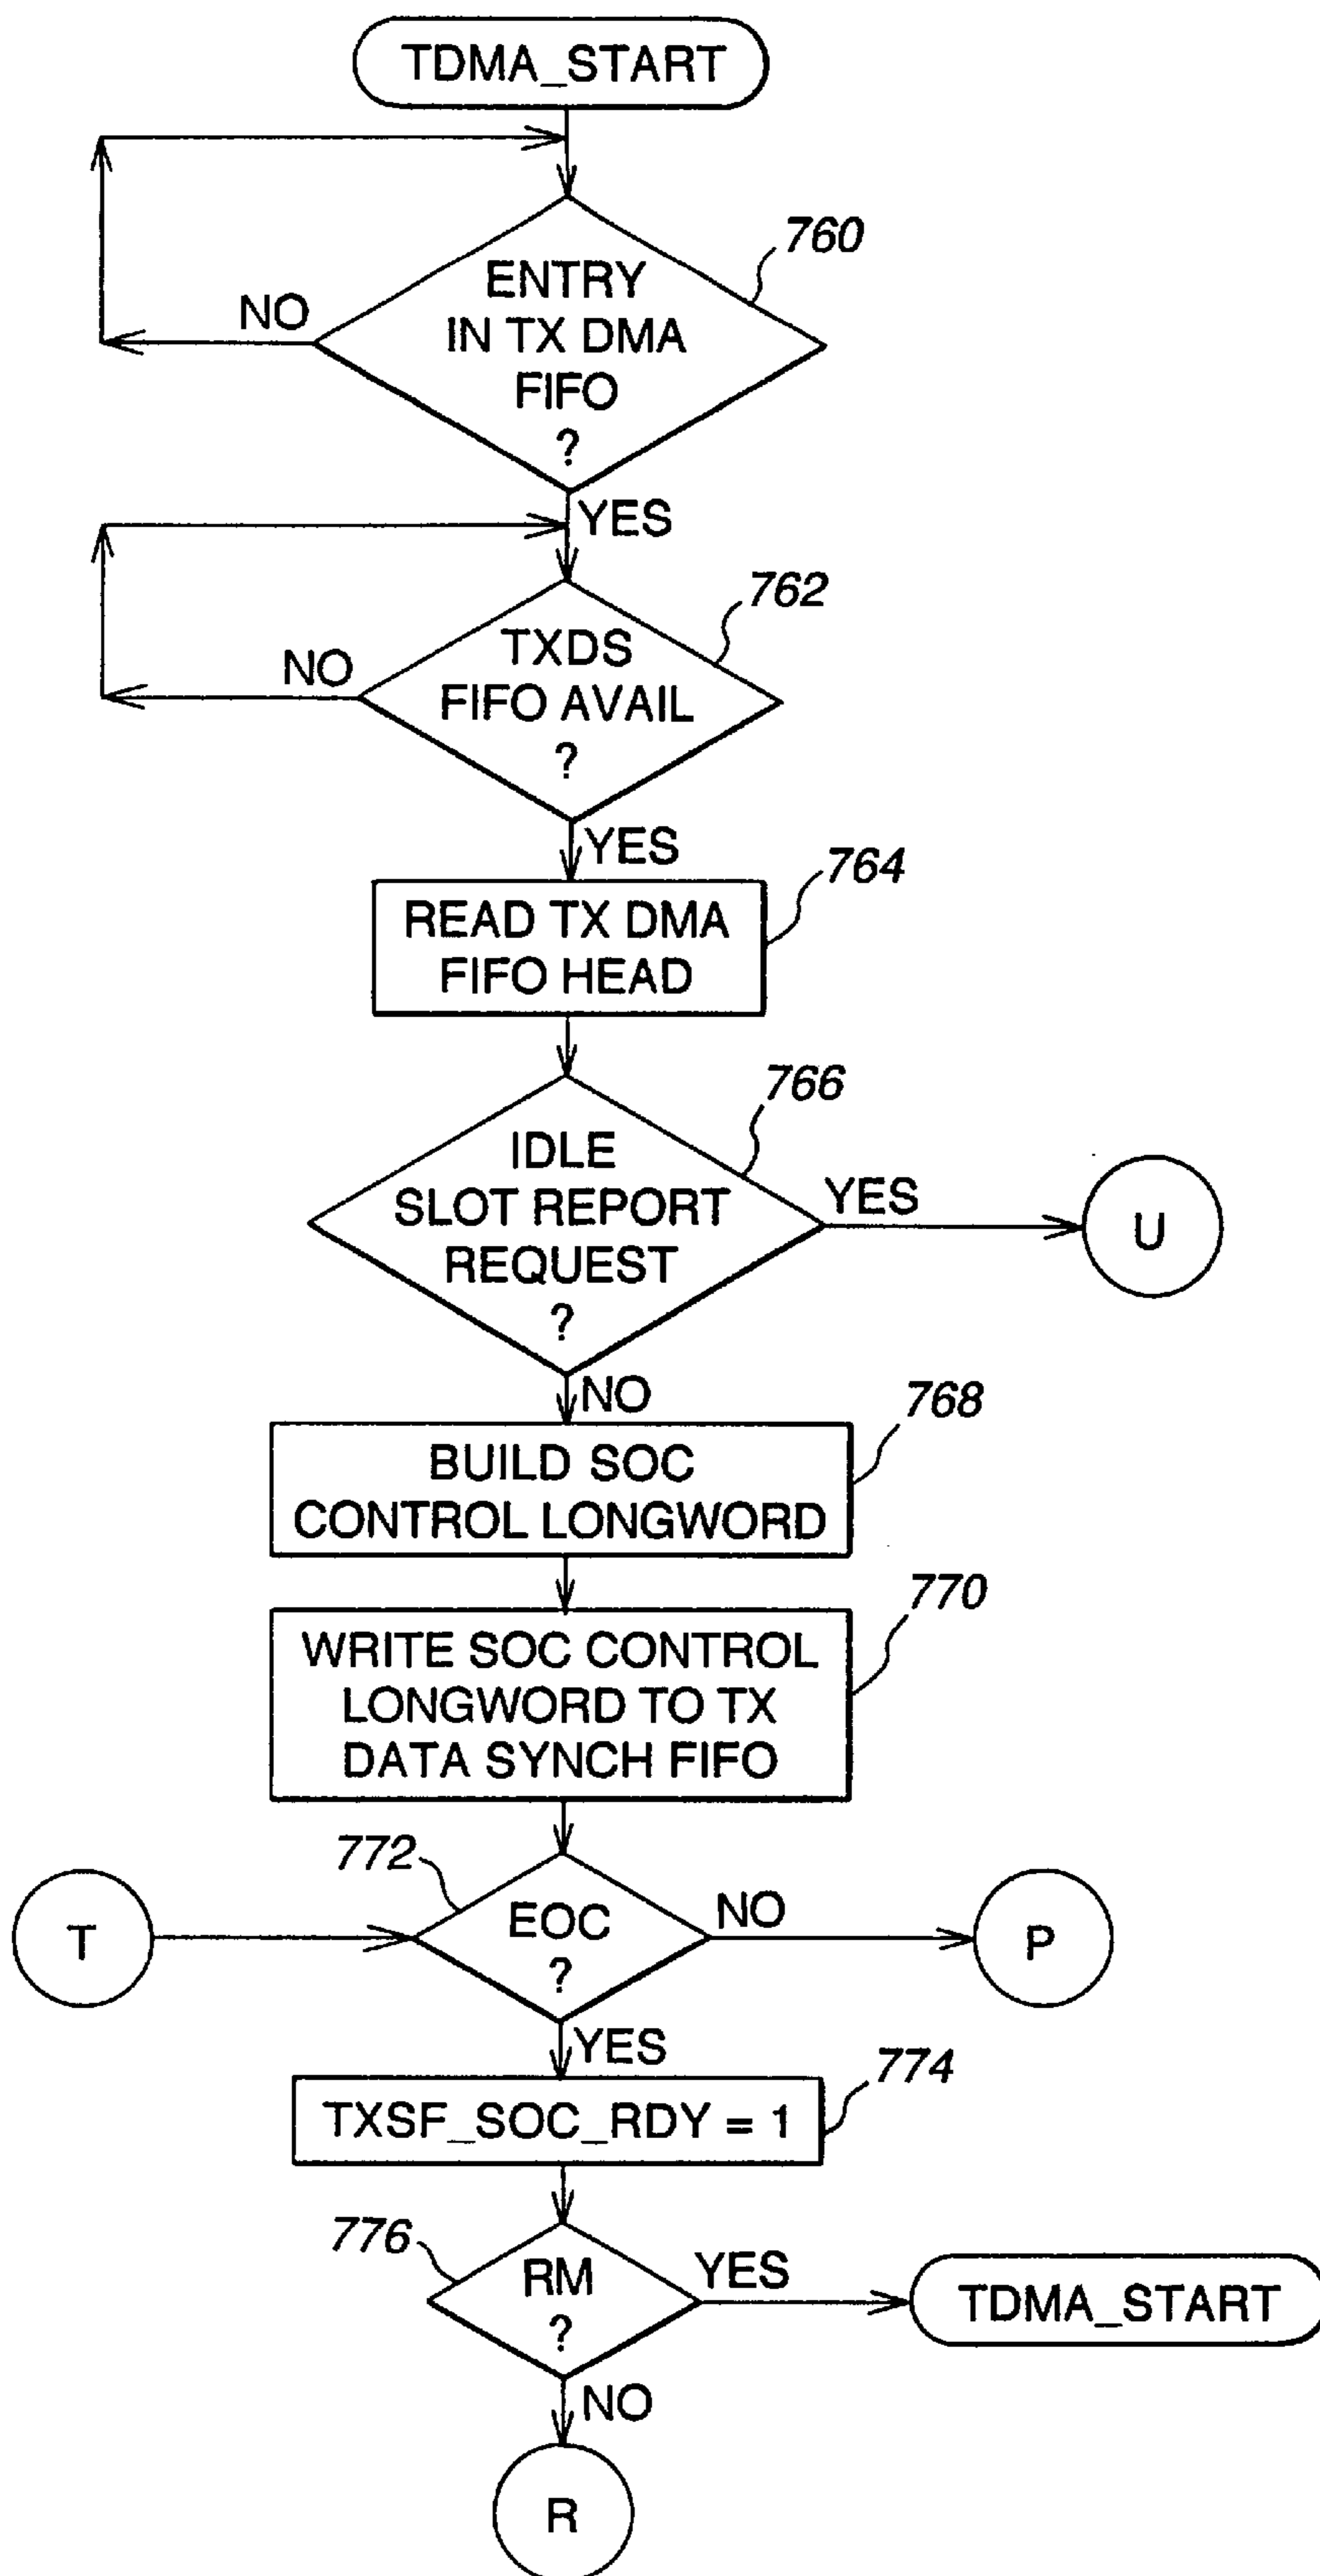 TDMA_START
760
ENTRY
IN TX DMA
FIFO
?
NO
YES
762
TXDS
FIFO AVAIL
?
NO
YES
764
READ TX DMA
FIFO HEAD
766
IDLE
SLOT REPORT
REQUEST
?
YES
U
NO
768
BUILD SOC
CONTROL LONGWORD
770
WRITE SOC CONTROL
LONGWORD TO TX
DATA SYNCH FIFO
772
T
EOC
?
NO
P
YES
774
TXSF_SOC_RDY = 1
776
RM
?
YES
TDMA_START
NO
R